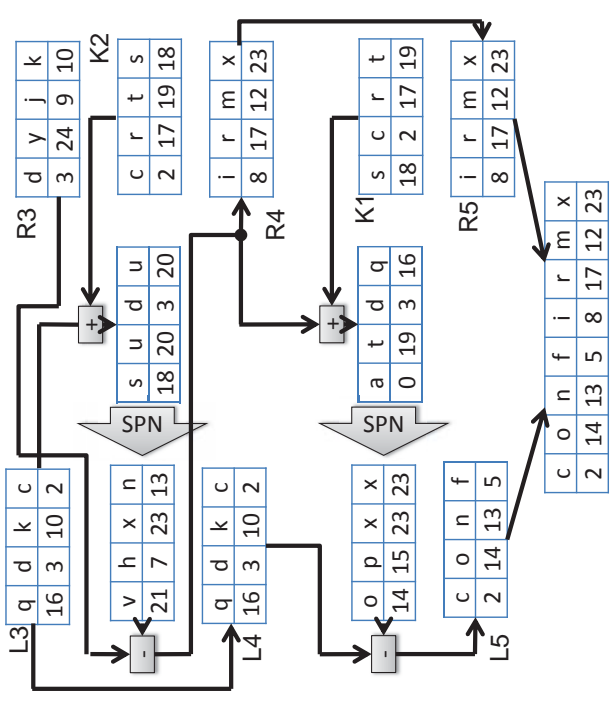 L3
q d k c
16 3 10 2
R3
d y j k
3 24 9 10
K2
c r t s
2 17 19 18
+
s u d u
18 20 3 20
SPN
v h x n
21 7 23 13
-
L4
q d k c
16 3 10 2
R4
i r m x
8 17 12 23
K1
s c r t
18 2 17 19
+
a t d q
0 19 3 16
SPN
o p x x
14 15 23 23
-
L5
c o n f
2 14 13 5
R5
i r m x
8 17 12 23
c o n f i r m x
2 14 13 5 8 17 12 23